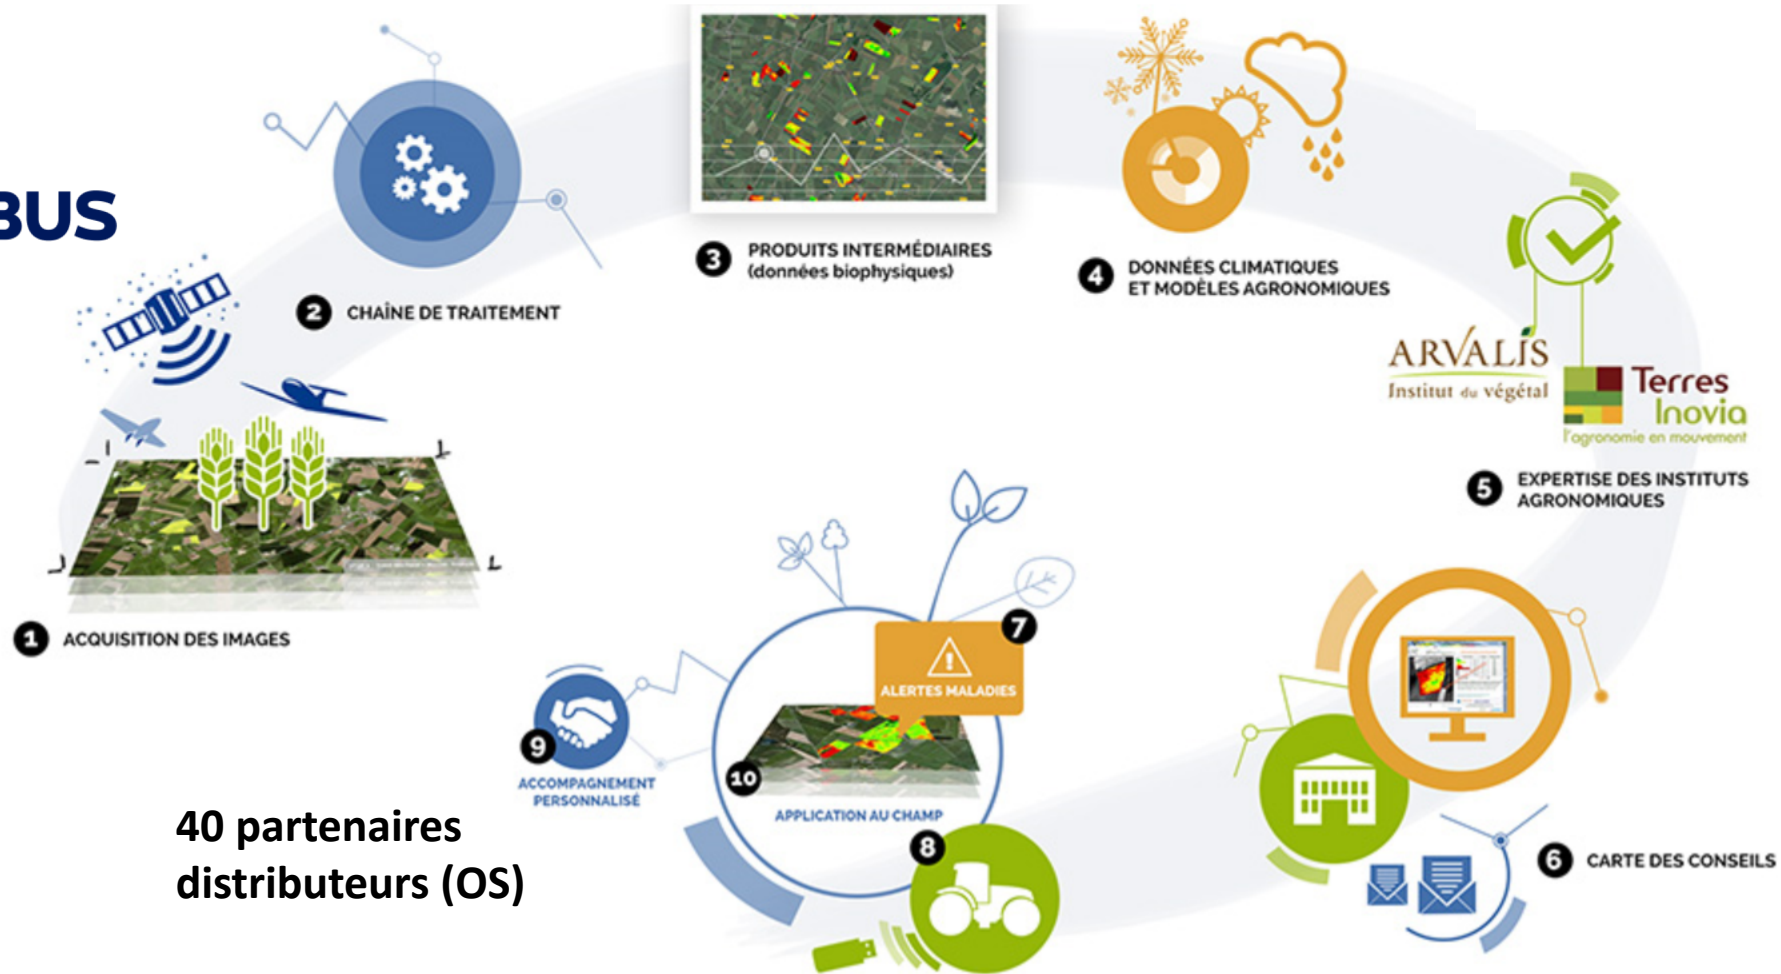 BUS
1 ACQUISITION DES IMAGES
2 CHAÎNE DE TRAITEMENT
3 PRODUITS INTERMÉDIAIRES
(données biophysiques)
4 DONNÉES CLIMATIQUES
ET MODÈLES AGRONOMIQUES
ARVALIS
Institut du végétal
Terres
Inovia
l'agronomie en mouvement
5 EXPERTISE DES INSTITUTS
AGRONOMIQUES
6 CARTE DES CONSEILS
7
ALERTES MALADIES
8
9
ACCOMPAGNEMENT
PERSONNALISÉ
10
APPLICATION AU CHAMP
40 partenaires
distributeurs (OS)